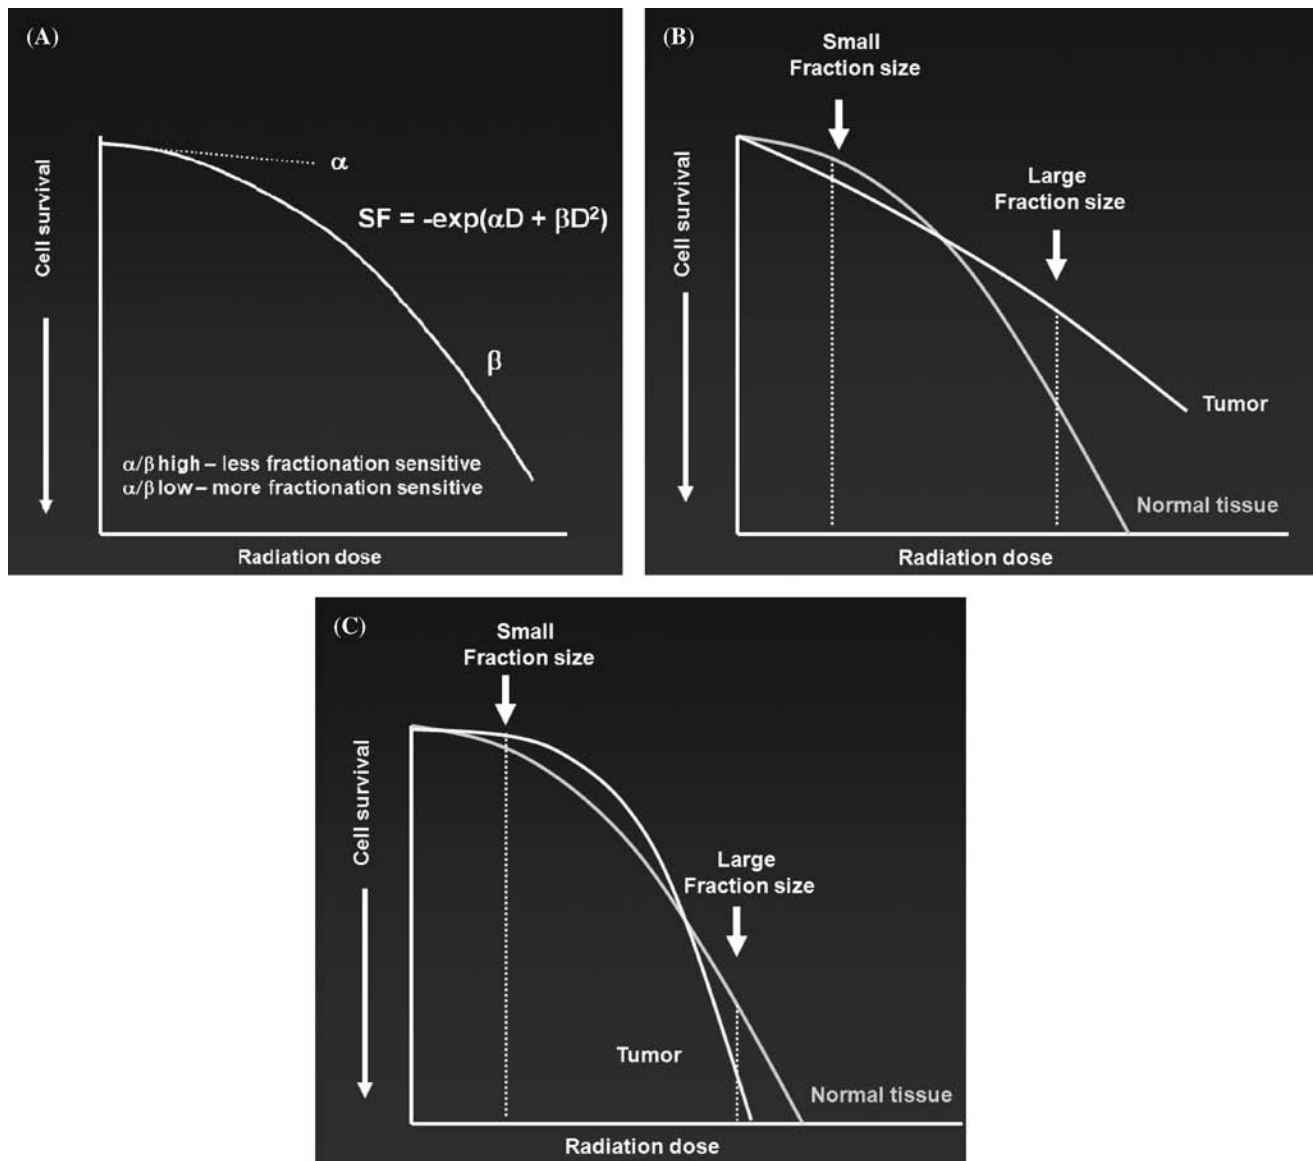 (A)
Cell survival
α
SF = -exp(αD + βD²)
β
α/β high – less fractionation sensitive
α/β low – more fractionation sensitive
Radiation dose
(B)
Small
Fraction size
Large
Fraction size
Cell survival
Tumor
Normal tissue
Radiation dose
(C)
Small
Fraction size
Cell survival
Large
Fraction size
Tumor
Normal tissue
Radiation dose